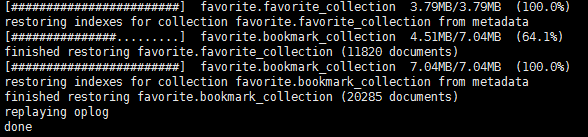 [########################] favorite.favorite_collection 3.79MB/3.79MB (100.0%)
restoring indexes for collection favorite.favorite_collection from metadata
[###############.........] favorite.bookmark_collection 4.51MB/7.04MB (64.1%)
finished restoring favorite.favorite_collection (11820 documents)
[########################] favorite.bookmark_collection 7.04MB/7.04MB (100.0%)
restoring indexes for collection favorite.bookmark_collection from metadata
finished restoring favorite.bookmark_collection (20285 documents)
replaying oplog
done